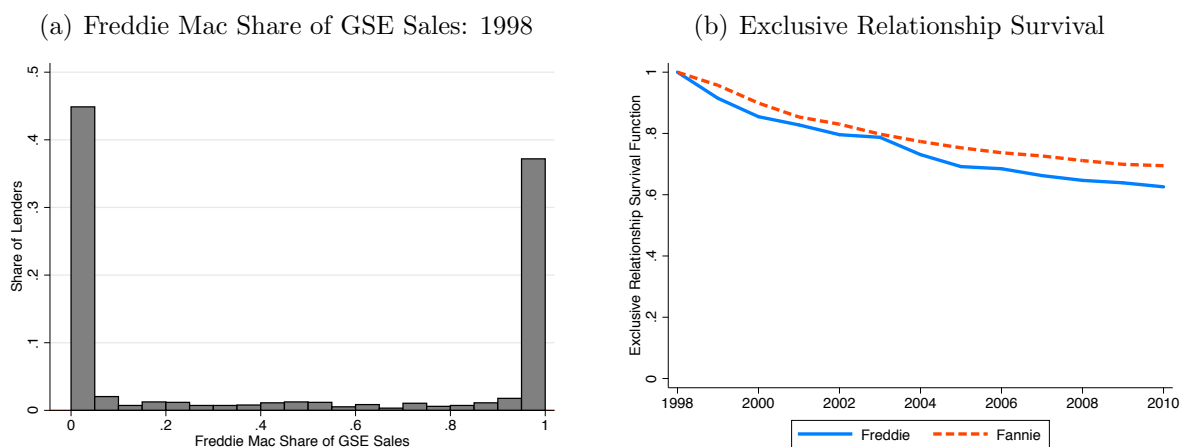 (a) Freddie Mac Share of GSE Sales: 1998
Share of Lenders
.5
.4
.3
.2
.1
0
0 .2 .4 .6 .8 1
Freddie Mac Share of GSE Sales
(b) Exclusive Relationship Survival
Exclusive Relationship Survival Function
1
.8
.6
.4
.2
0
1998 2000 2002 2004 2006 2008 2010
Freddie Fannie